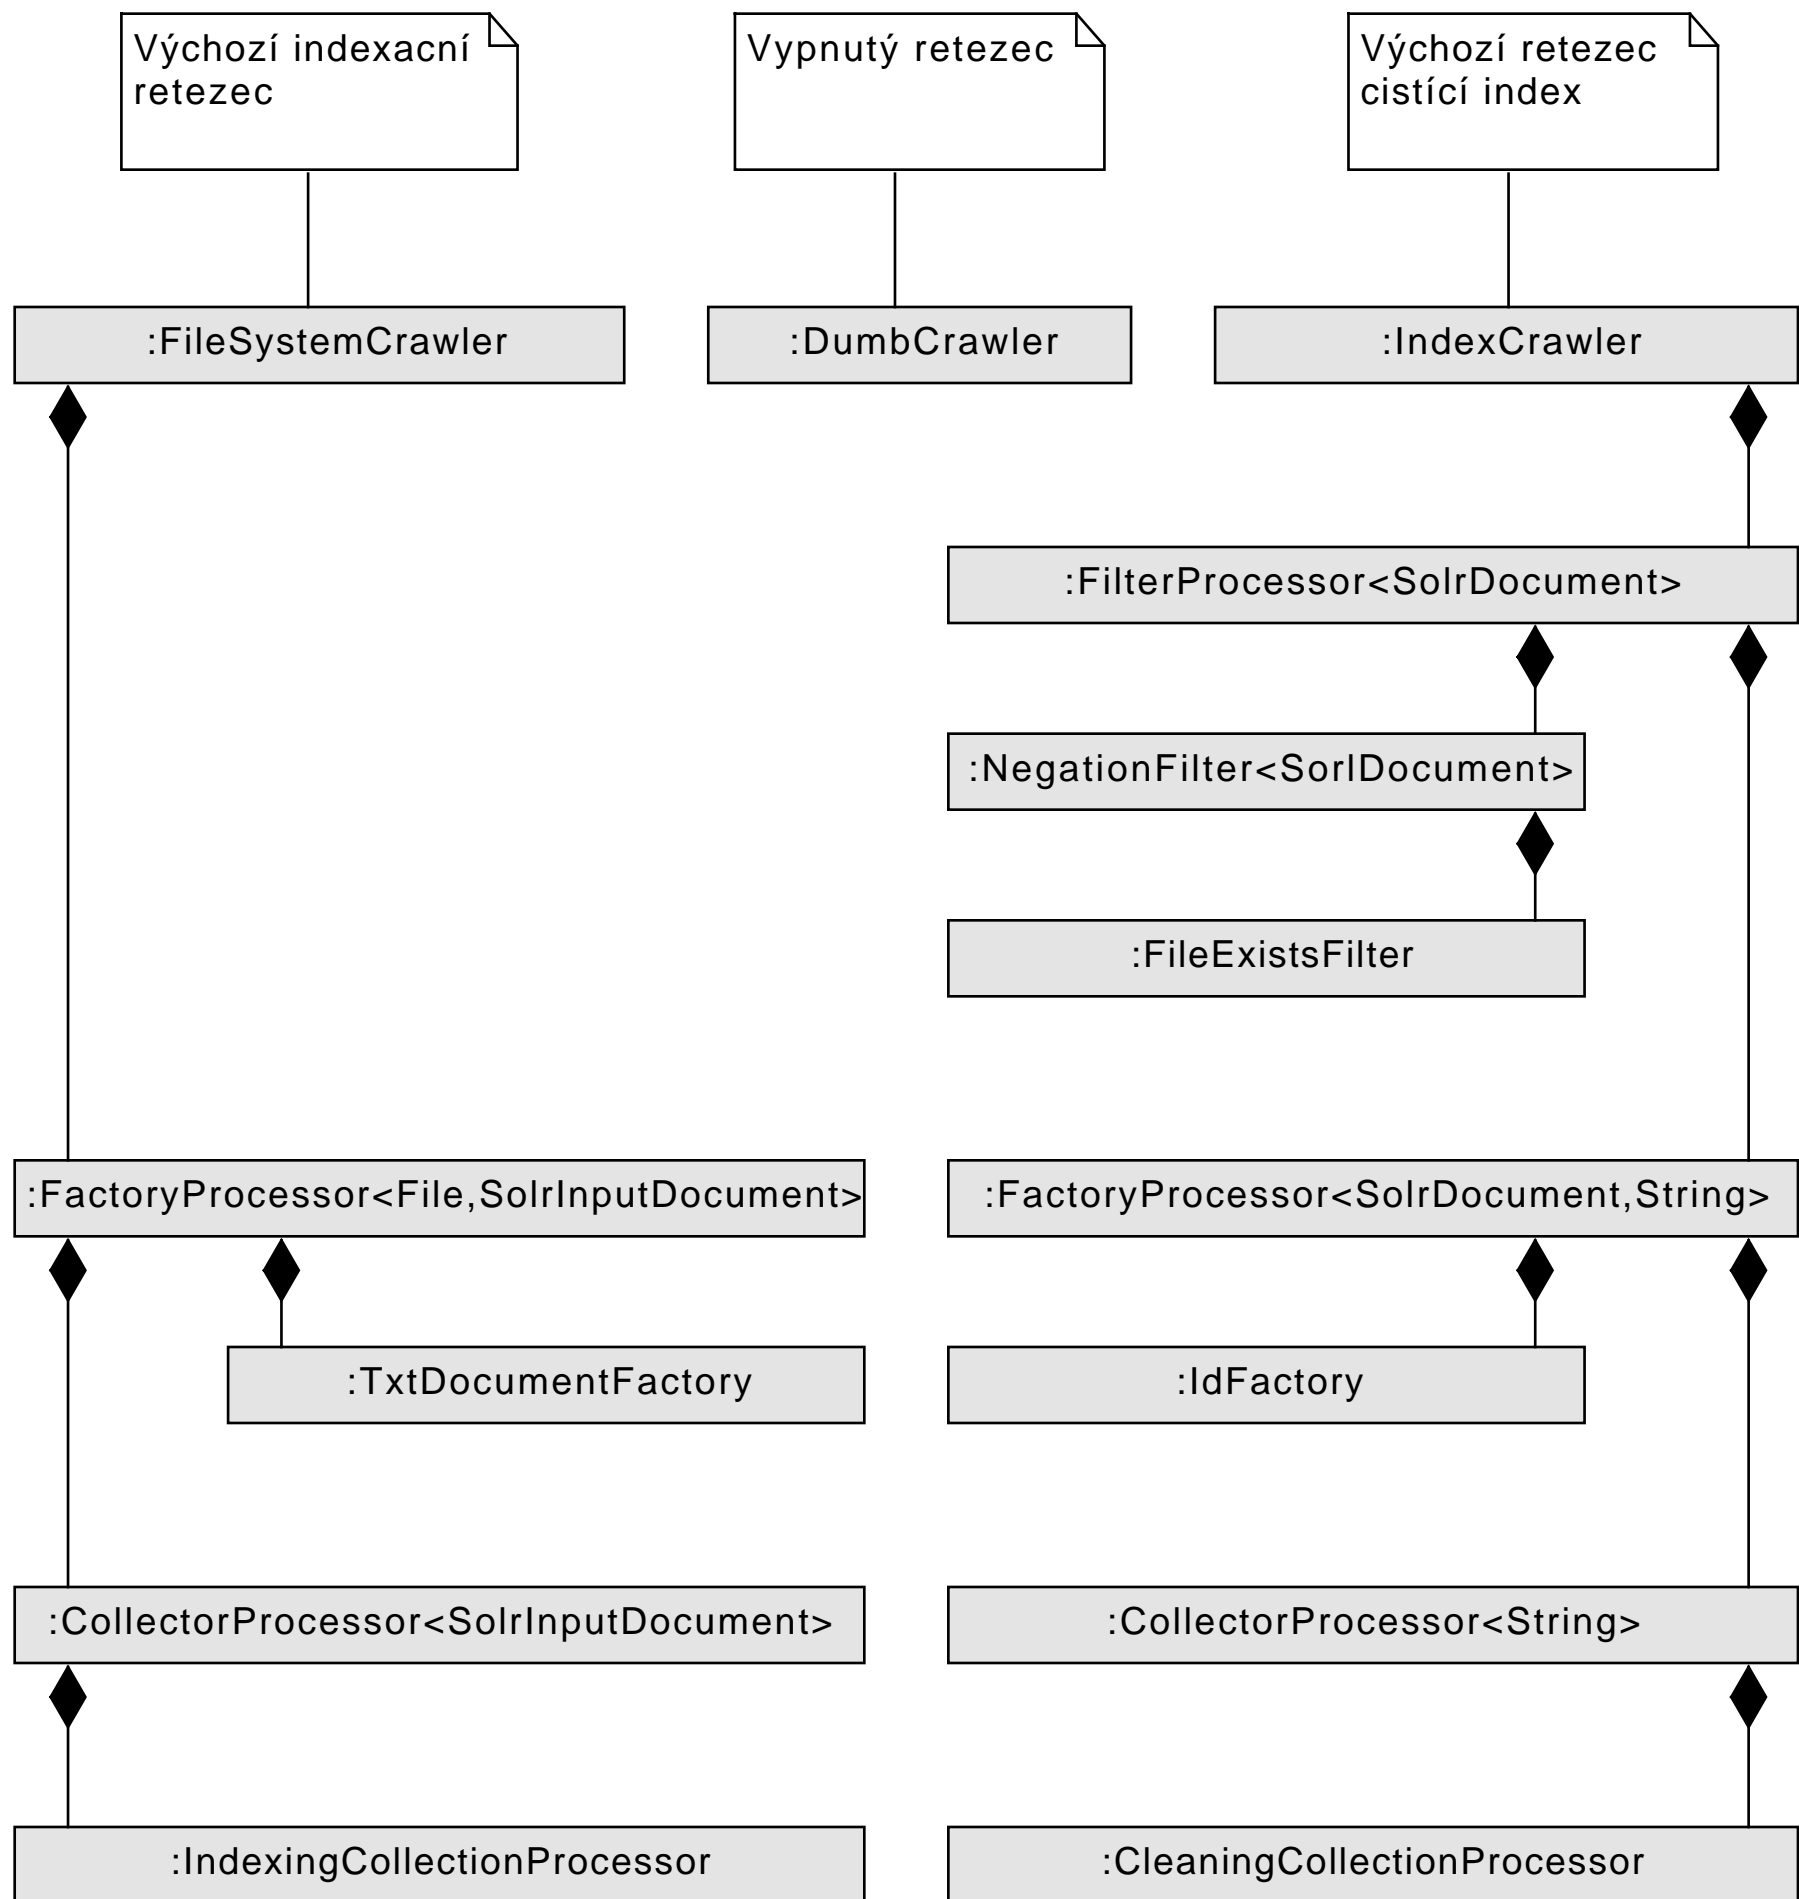 Výchozí indexacní
retezec
Vypnutý retezec
Výchozí retezec
cistící index
:FileSystemCrawler
:DumbCrawler
:IndexCrawler
:FilterProcessor<SolrDocument>
:NegationFilter<SorlDocument>
:FileExistsFilter
:FactoryProcessor<File,SolrInputDocument>
:FactoryProcessor<SolrDocument,String>
:TxtDocumentFactory
:IdFactory
:CollectorProcessor<SolrInputDocument>
:CollectorProcessor<String>
:IndexingCollectionProcessor
:CleaningCollectionProcessor